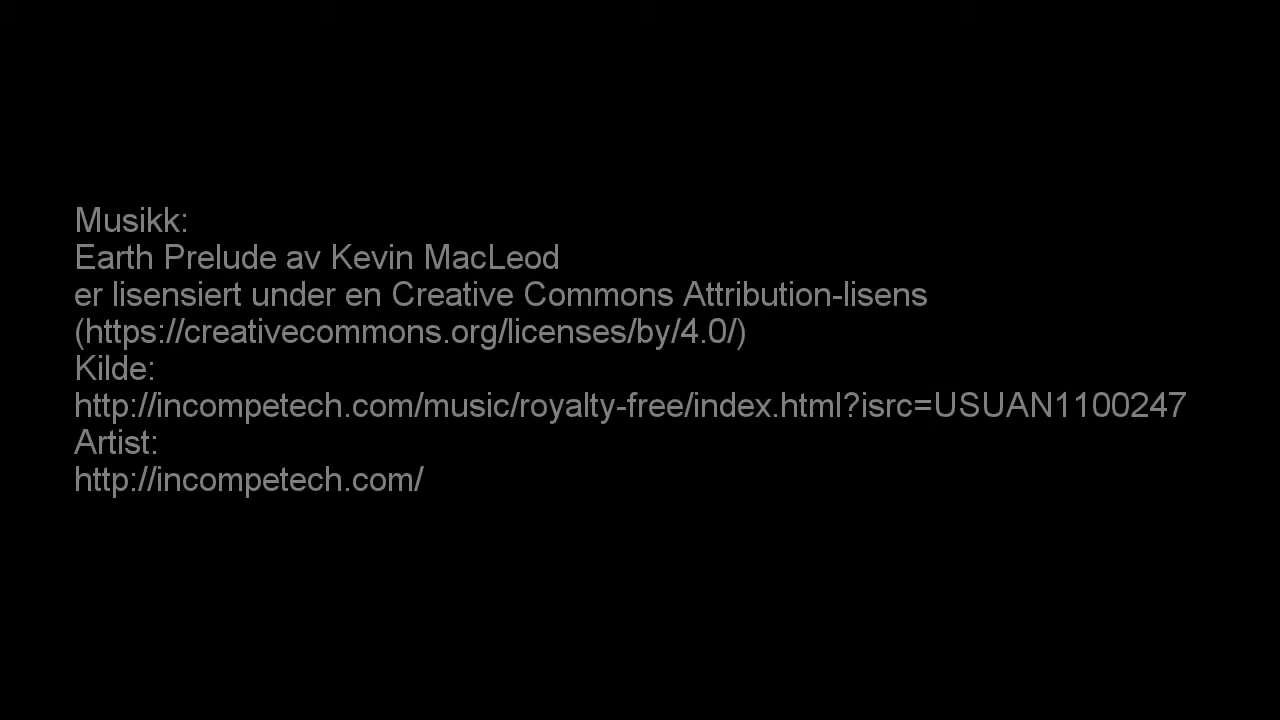 Musikk:
Earth Prelude av Kevin MacLeod
er lisensiert under en Creative Commons Attribution-lisens
(https://creativecommons.org/licenses/by/4.0/)
Kilde:
http://incompetech.com/music/royalty-free/index.html?isrc=USUAN1100247
Artist:
http://incompetech.com/